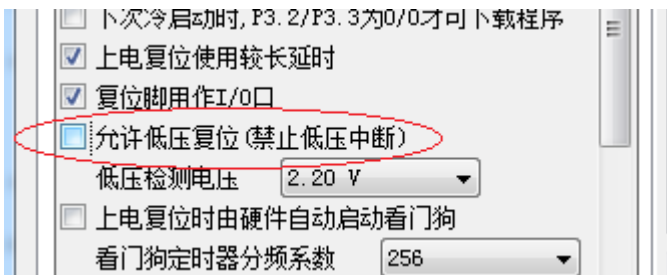 下次冷启动时,P3.2/P3.3为0/0才可下载程序
上电复位使用较长延时
复位脚用作I/O口
允许低压复位(禁止低压中断)
低压检测电压 2.20 V
上电复位时由硬件自动启动看门狗
看门狗定时器分频系数 256